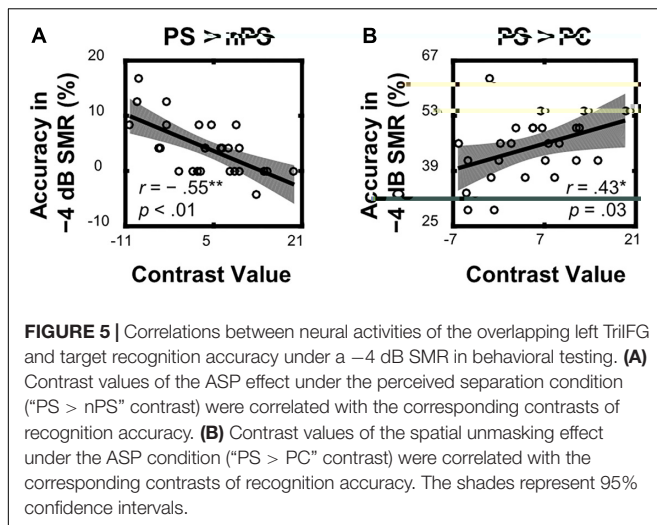 A PS > nPS
20
10
0
-10
-11 5 21
Accuracy in
−4 dB SMR (%)
r = − .55**
p < .01
Contrast Value
B PS > PC
67
53
39
25
-7 7 21
Accuracy in
−4 dB SMR (%)
r = .43*
p = .03
Contrast Value
FIGURE 5 | Correlations between neural activities of the overlapping left TriIFG
and target recognition accuracy under a −4 dB SMR in behavioral testing. (A)
Contrast values of the ASP effect under the perceived separation condition
(“PS > nPS” contrast) were correlated with the corresponding contrasts of
recognition accuracy. (B) Contrast values of the spatial unmasking effect
under the ASP condition (“PS > PC” contrast) were correlated with the
corresponding contrasts of recognition accuracy. The shades represent 95%
confidence intervals.